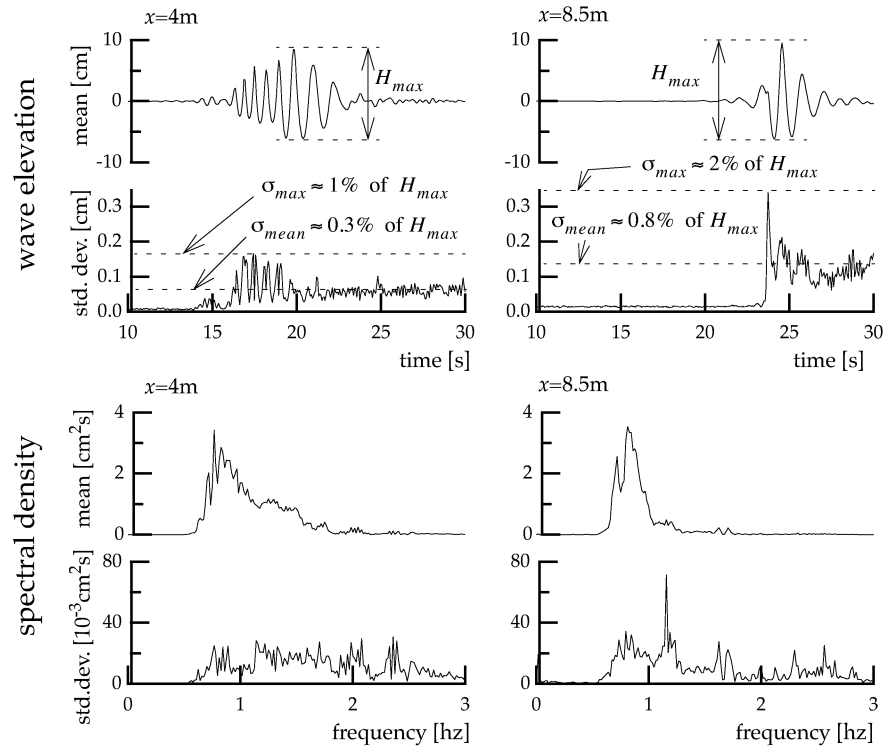 x=4m
x=8.5m
wave elevation
mean [cm]
10
0
-10
H_max
10
0
-10
H_max
σ_max ≈ 1% of H_max
σ_mean ≈ 0.3% of H_max
σ_max ≈ 2% of H_max
σ_mean ≈ 0.8% of H_max
std. dev. [cm]
0.3
0.2
0.1
0.0
0.3
0.2
0.1
0.0
10 15 20 25 30
10 15 20 25 30
time [s]
time [s]
x=4m
x=8.5m
spectral density
mean [cm²s]
4
2
0
4
2
0
std.dev. [10⁻³cm²s]
80
40
0
80
40
0
0 1 2 3
0 1 2 3
frequency [hz]
frequency [hz]